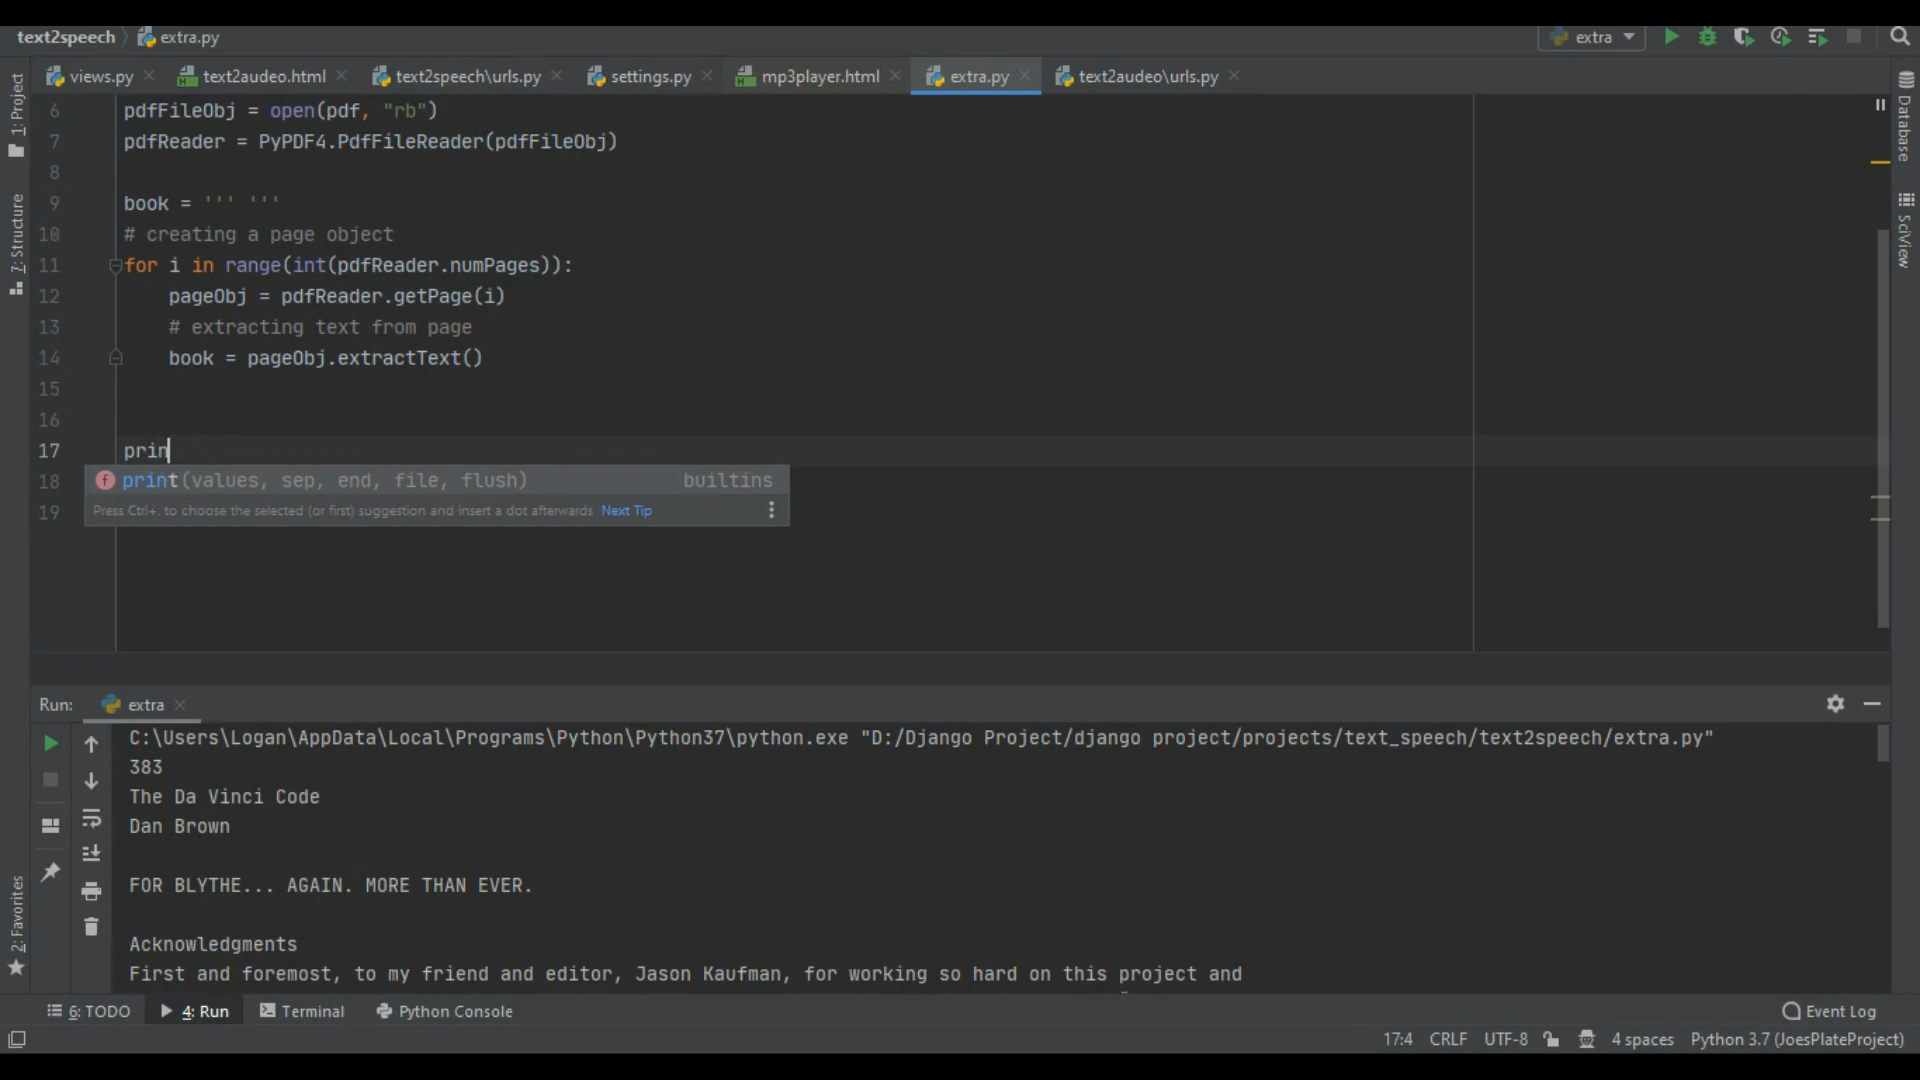 text2speech extra.py extra
views.py text2audeo.html text2speech\urls.py settings.py mp3player.html extra.py text2audeo\urls.py
1: Project
7: Structure
2: Favorites
Database
SciView
6 pdfFileObj = open(pdf, "rb")
7 pdfReader = PyPDF4.PdfFileReader(pdfFileObj)
8
9 book = ''' '''
10 # creating a page object
11 for i in range(int(pdfReader.numPages)):
12 pageObj = pdfReader.getPage(i)
13 # extracting text from page
14 book = pageObj.extractText()
15
16
17 prin
18 print(values, sep, end, file, flush) builtins
19 Press Ctrl+. to choose the selected (or first) suggestion and insert a dot afterwards Next Tip
Run: extra
C:\Users\Logan\AppData\Local\Programs\Python\Python37\python.exe "D:/Django Project/django project/projects/text_speech/text2speech/extra.py"
383
The Da Vinci Code
Dan Brown
FOR BLYTHE... AGAIN. MORE THAN EVER.
Acknowledgments
First and foremost, to my friend and editor, Jason Kaufman, for working so hard on this project and
6: TODO 4: Run Terminal Python Console Event Log
17:4 CRLF UTF-8 4 spaces Python 3.7 (JoesPlateProject)